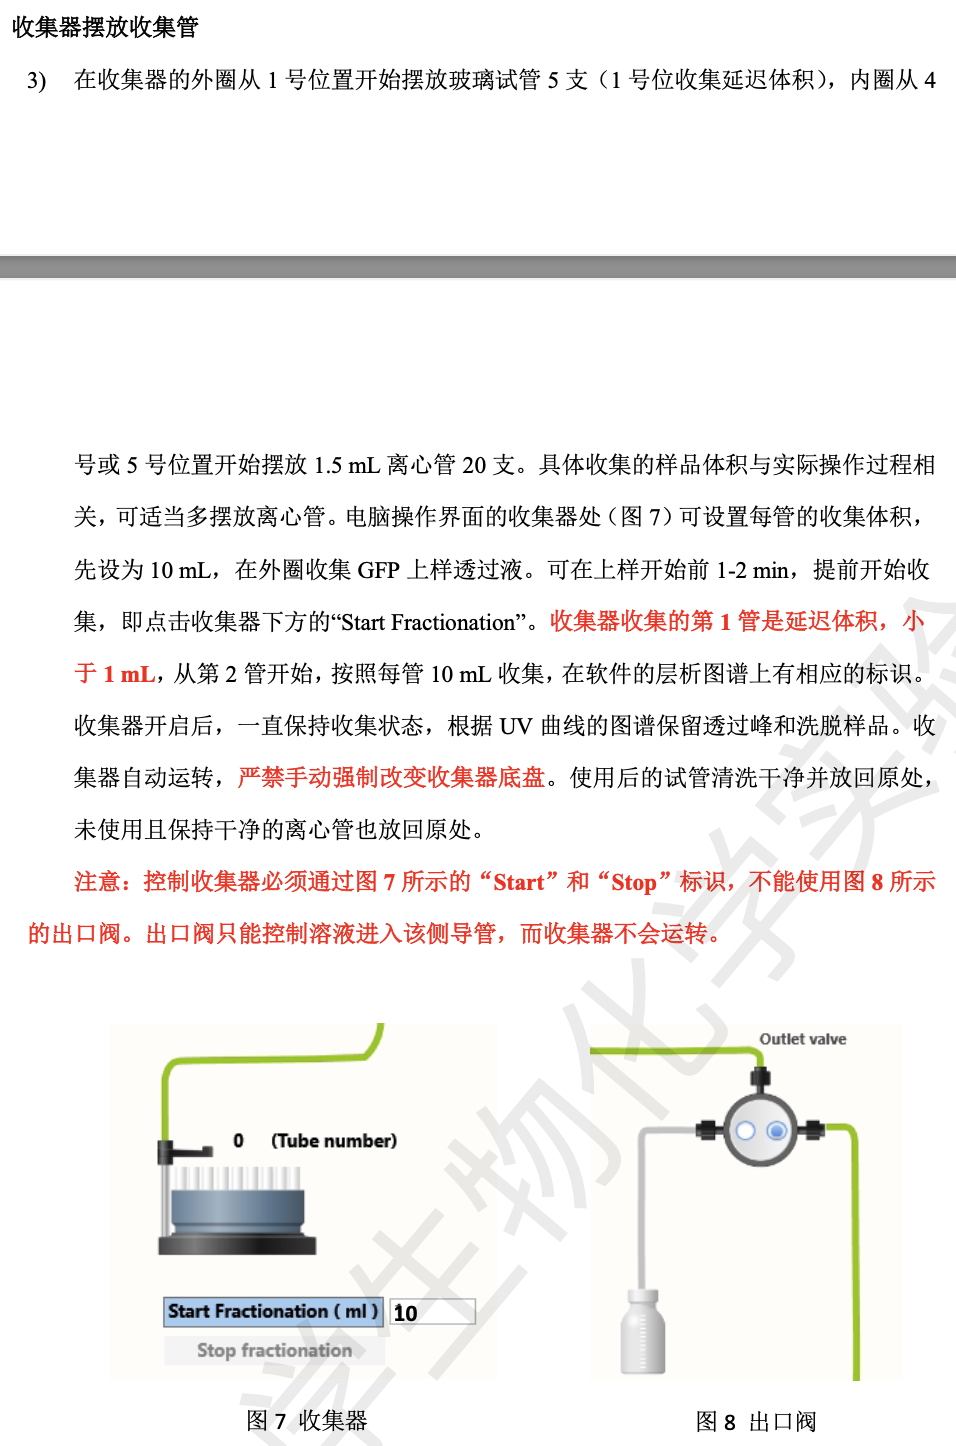 收集器摆放收集管
3) 在收集器的外圈从 1 号位置开始摆放玻璃试管 5 支（1 号位收集延迟体积），内圈从 4
号或 5 号位置开始摆放 1.5 mL 离心管 20 支。具体收集的样品体积与实际操作过程相
关，可适当多摆放离心管。电脑操作界面的收集器处（图 7）可设置每管的收集体积，
先设为 10 mL，在外圈收集 GFP 上样透过液。可在上样开始前 1-2 min，提前开始收
集，即点击收集器下方的“Start Fractionation”。收集器收集的第 1 管是延迟体积，小
于 1 mL，从第 2 管开始，按照每管 10 mL 收集，在软件的层析图谱上有相应的标识。
收集器开启后，一直保持收集状态，根据 UV 曲线的图谱保留透过峰和洗脱样品。收
集器自动运转，严禁手动强制改变收集器底盘。使用后的试管清洗干净并放回原处，
未使用且保持干净的离心管也放回原处。
注意：控制收集器必须通过图 7 所示的“Start”和“Stop”标识，不能使用图 8 所示
的出口阀。出口阀只能控制溶液进入该侧导管，而收集器不会运转。
0 (Tube number)
Start Fractionation ( ml ) 10
Stop fractionation
图 7 收集器
Outlet valve
图 8 出口阀
学生物化学实验